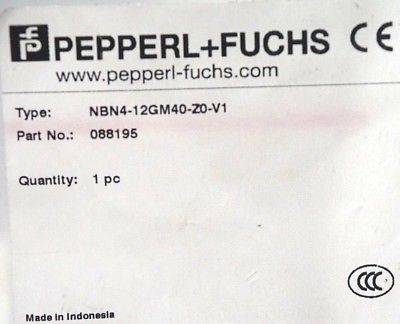 PEPPERL+FUCHS CE
www.pepperl-fuchs.com
Type: NBN4-12GM40-Z0-V1
Part No.: 088195
Quantity: 1 pc
CCC
Made in Indonesia